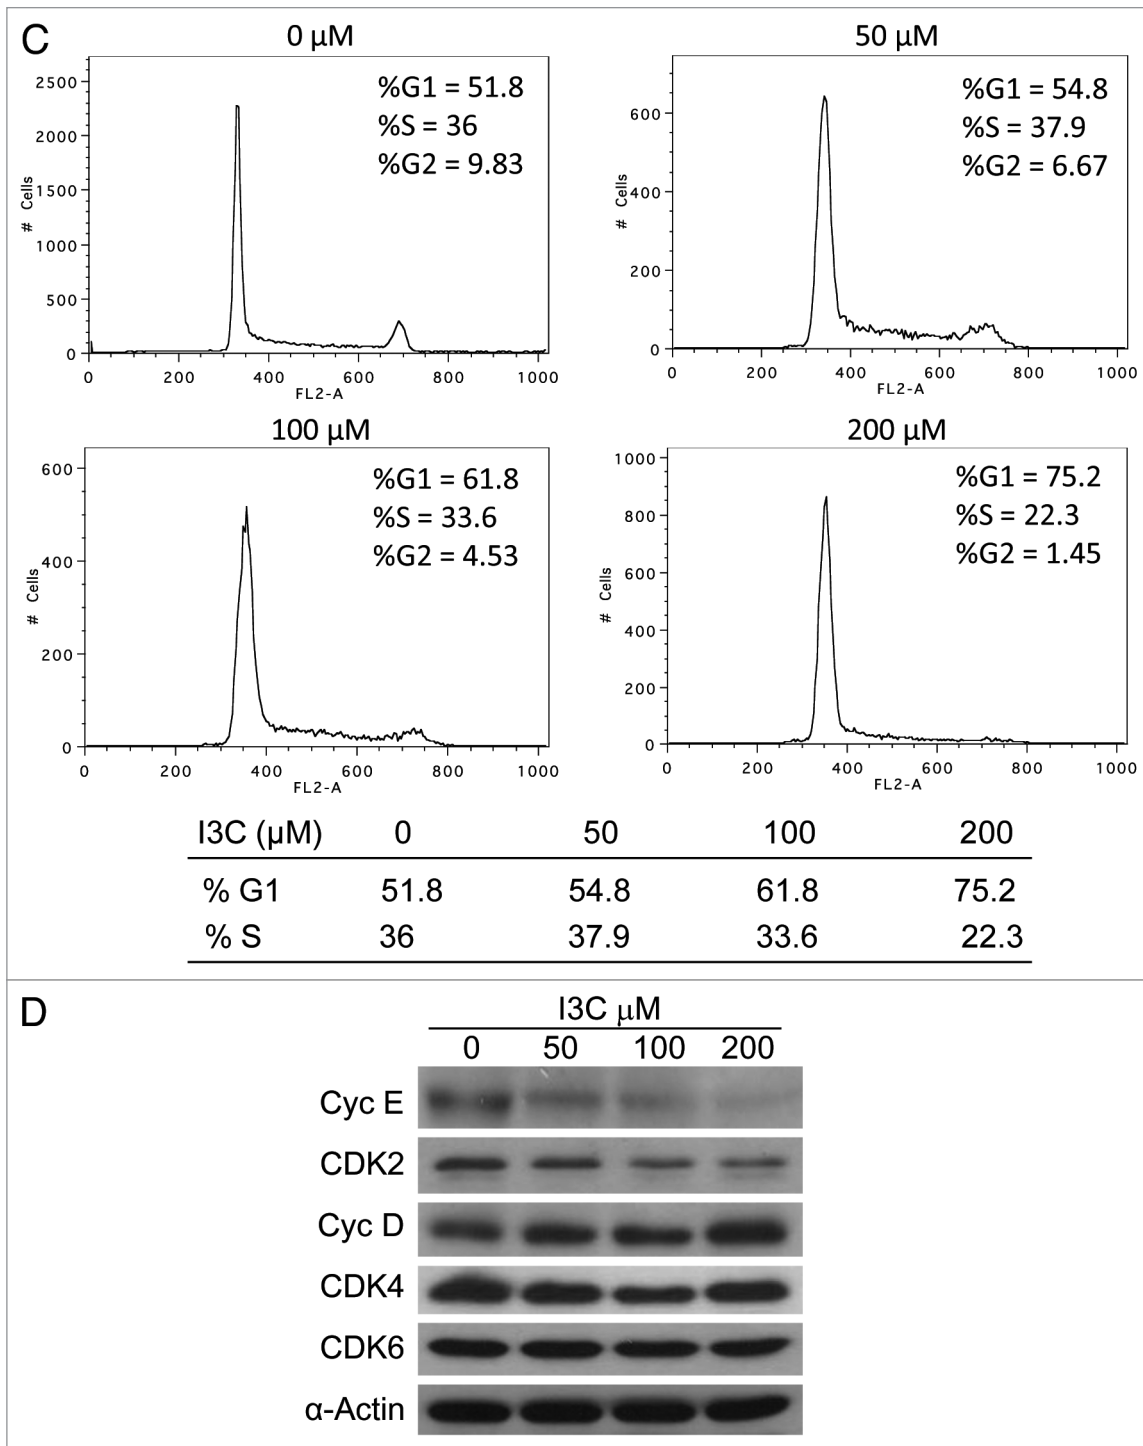 C
0 µM
%G1 = 51.8
%S = 36
%G2 = 9.83
2500
2000
1500
1000
500
0
# Cells
0 200 400 600 800 1000
FL2-A
50 µM
%G1 = 54.8
%S = 37.9
%G2 = 6.67
600
400
200
0
# Cells
0 200 400 600 800 1000
FL2-A
100 µM
%G1 = 61.8
%S = 33.6
%G2 = 4.53
600
400
200
0
# Cells
0 200 400 600 800 1000
FL2-A
200 µM
%G1 = 75.2
%S = 22.3
%G2 = 1.45
1000
800
600
400
200
0
# Cells
0 200 400 600 800 1000
FL2-A
I3C (µM) 0 50 100 200
% G1 51.8 54.8 61.8 75.2
% S 36 37.9 33.6 22.3
D
I3C µM
0 50 100 200
Cyc E
CDK2
Cyc D
CDK4
CDK6
α-Actin